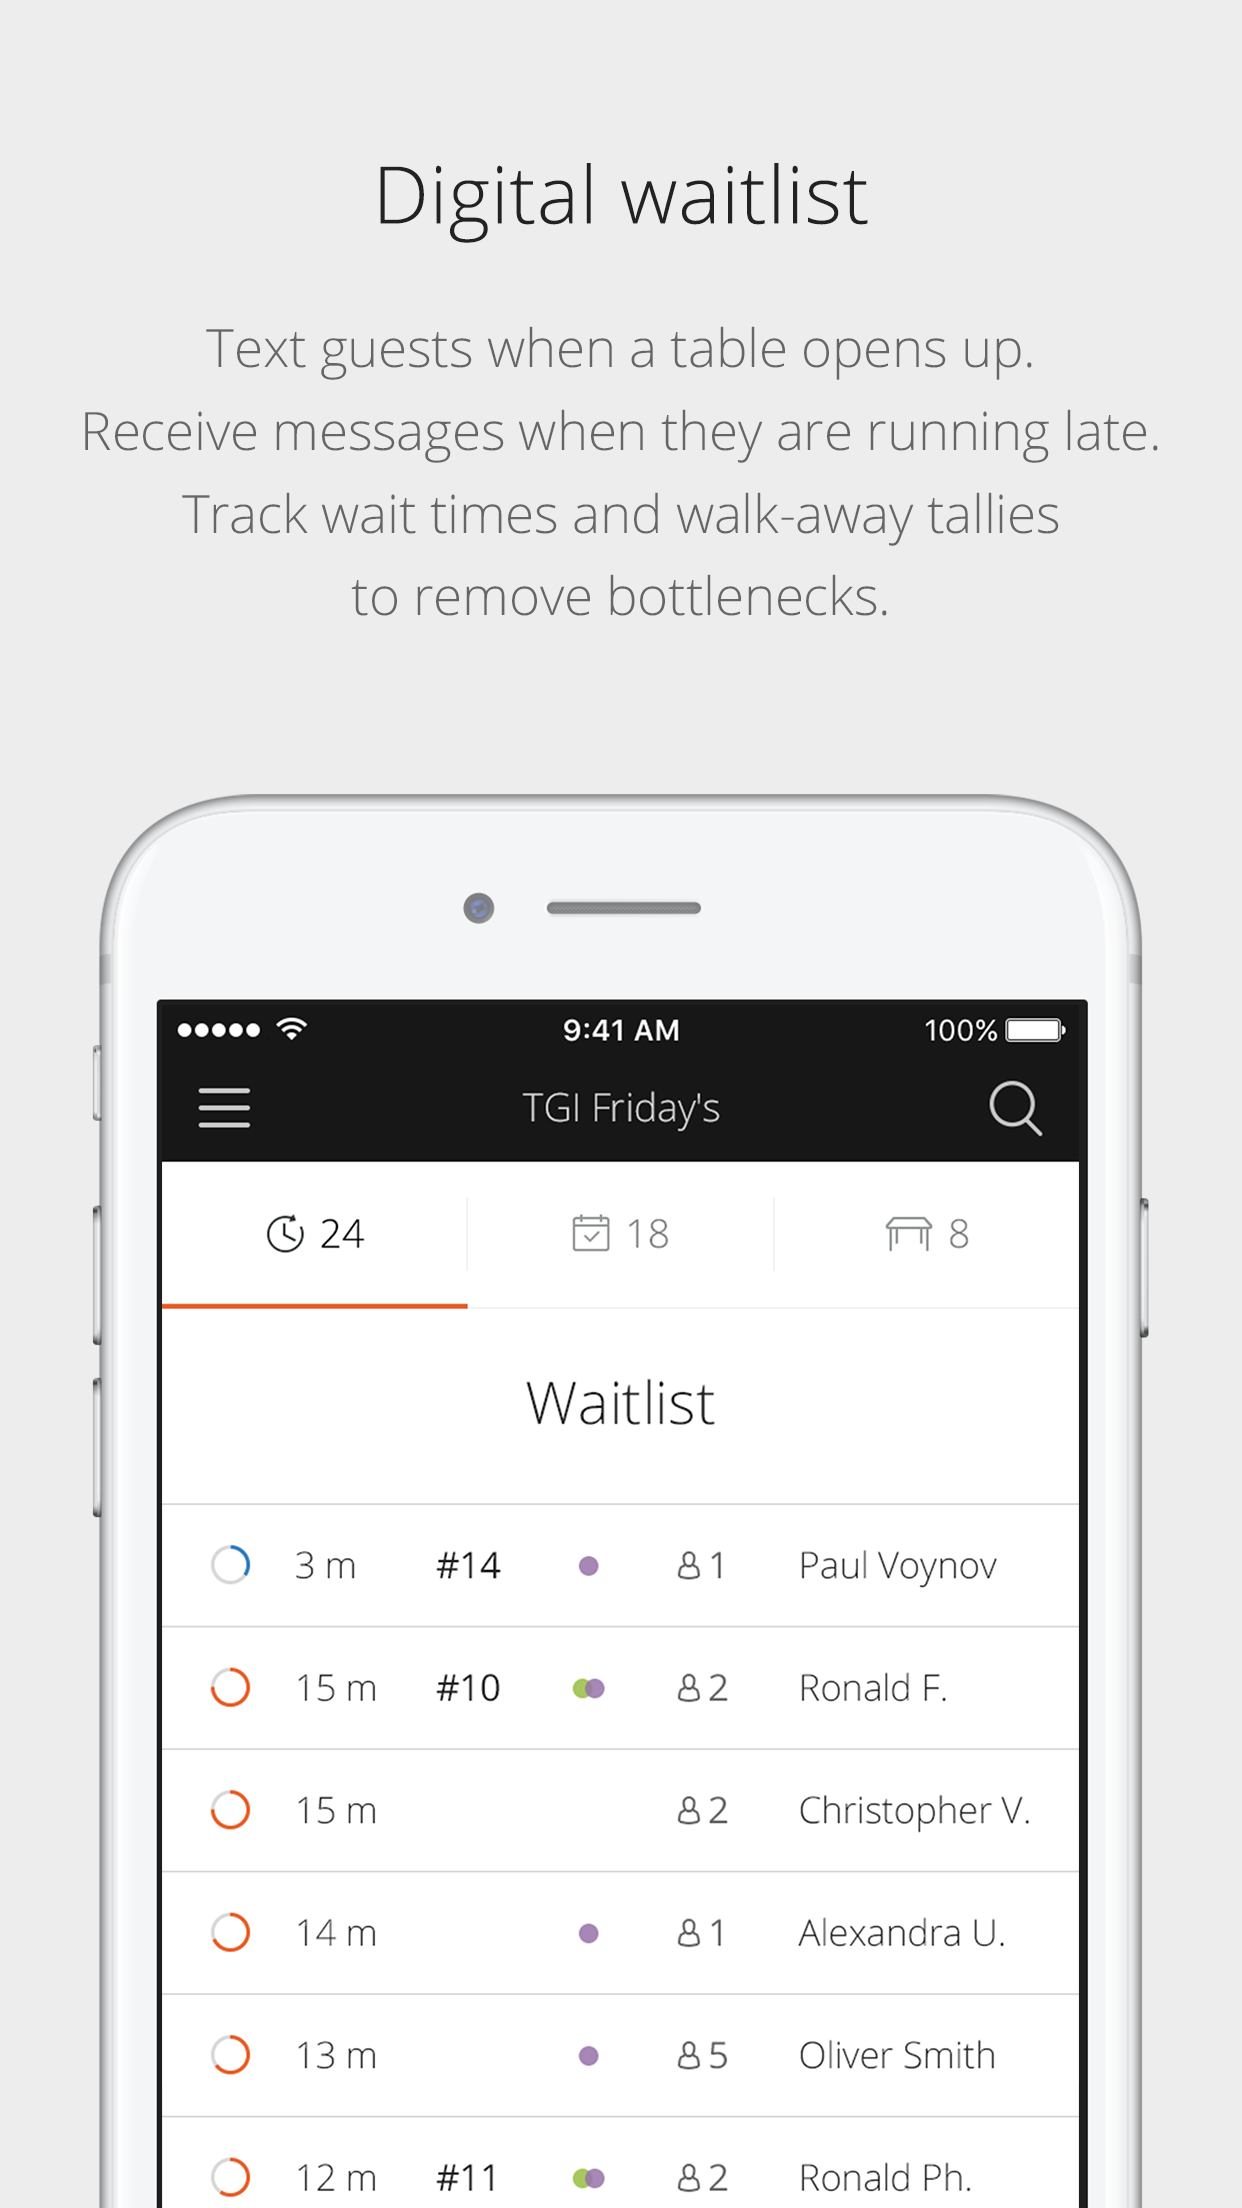 Digital waitlist
Text guests when a table opens up.
Receive messages when they are running late.
Track wait times and walk-away tallies
to remove bottlenecks.
9:41 AM 100%
TGI Friday's
24 18 8
Waitlist
3 m #14 1 Paul Voynov
15 m #10 2 Ronald F.
15 m 2 Christopher V.
14 m 1 Alexandra U.
13 m 5 Oliver Smith
12 m #11 2 Ronald Ph.